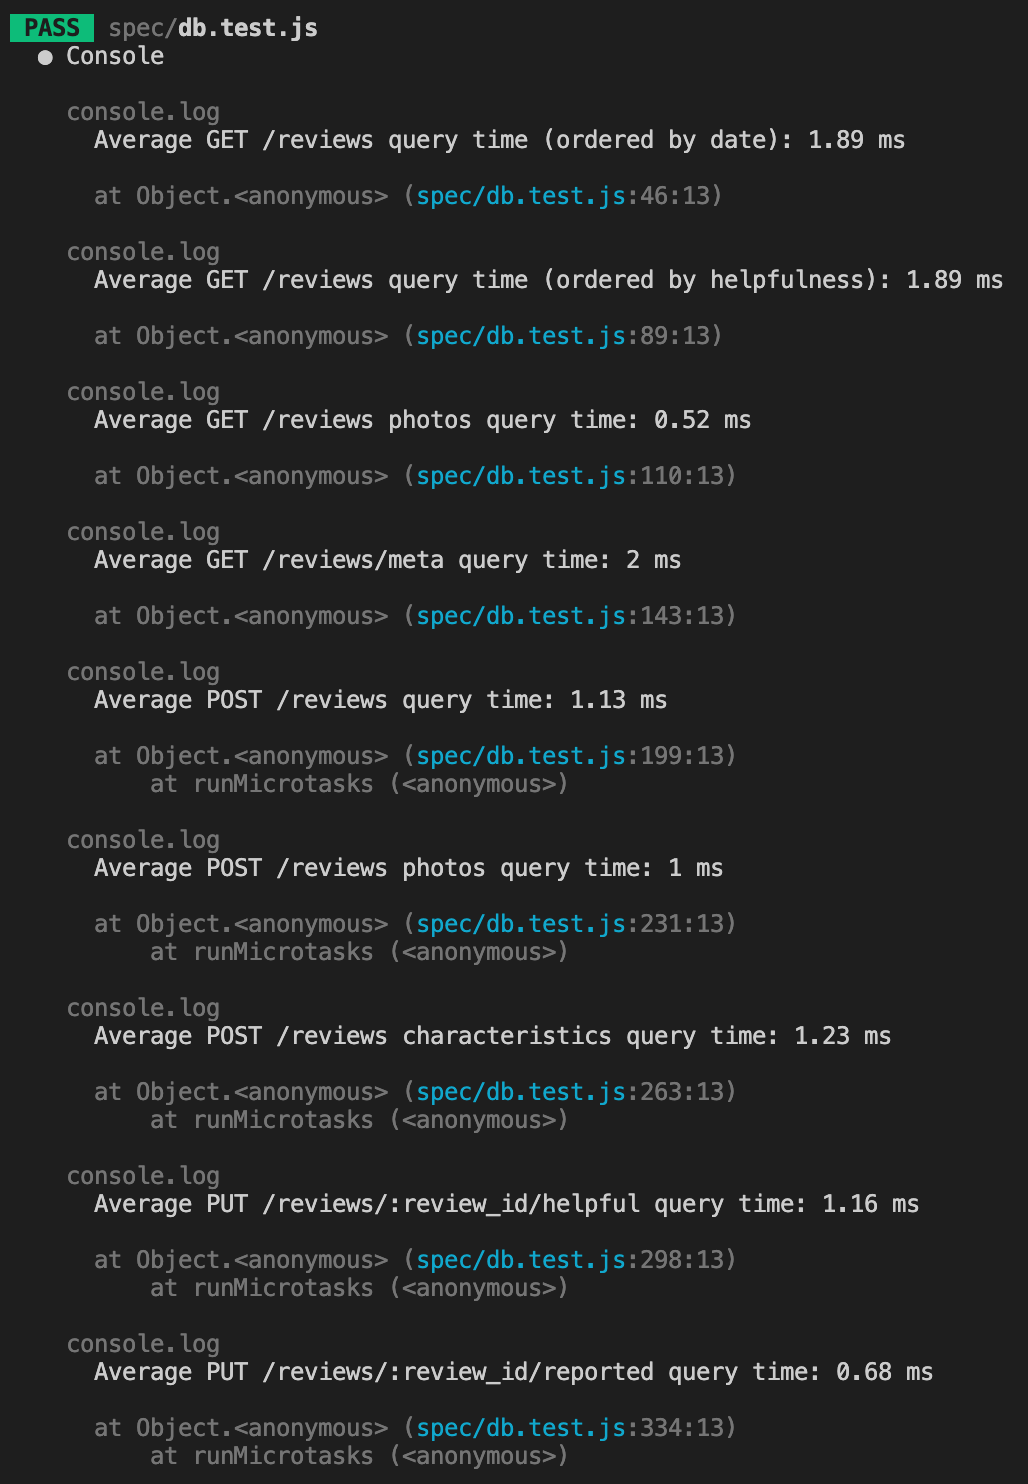 PASS spec/db.test.js
● Console
console.log
Average GET /reviews query time (ordered by date): 1.89 ms
at Object.<anonymous> (spec/db.test.js:46:13)
console.log
Average GET /reviews query time (ordered by helpfulness): 1.89 ms
at Object.<anonymous> (spec/db.test.js:89:13)
console.log
Average GET /reviews photos query time: 0.52 ms
at Object.<anonymous> (spec/db.test.js:110:13)
console.log
Average GET /reviews/meta query time: 2 ms
at Object.<anonymous> (spec/db.test.js:143:13)
console.log
Average POST /reviews query time: 1.13 ms
at Object.<anonymous> (spec/db.test.js:199:13)
at runMicrotasks (<anonymous>)
console.log
Average POST /reviews photos query time: 1 ms
at Object.<anonymous> (spec/db.test.js:231:13)
at runMicrotasks (<anonymous>)
console.log
Average POST /reviews characteristics query time: 1.23 ms
at Object.<anonymous> (spec/db.test.js:263:13)
at runMicrotasks (<anonymous>)
console.log
Average PUT /reviews/:review_id/helpful query time: 1.16 ms
at Object.<anonymous> (spec/db.test.js:298:13)
at runMicrotasks (<anonymous>)
console.log
Average PUT /reviews/:review_id/reported query time: 0.68 ms
at Object.<anonymous> (spec/db.test.js:334:13)
at runMicrotasks (<anonymous>)